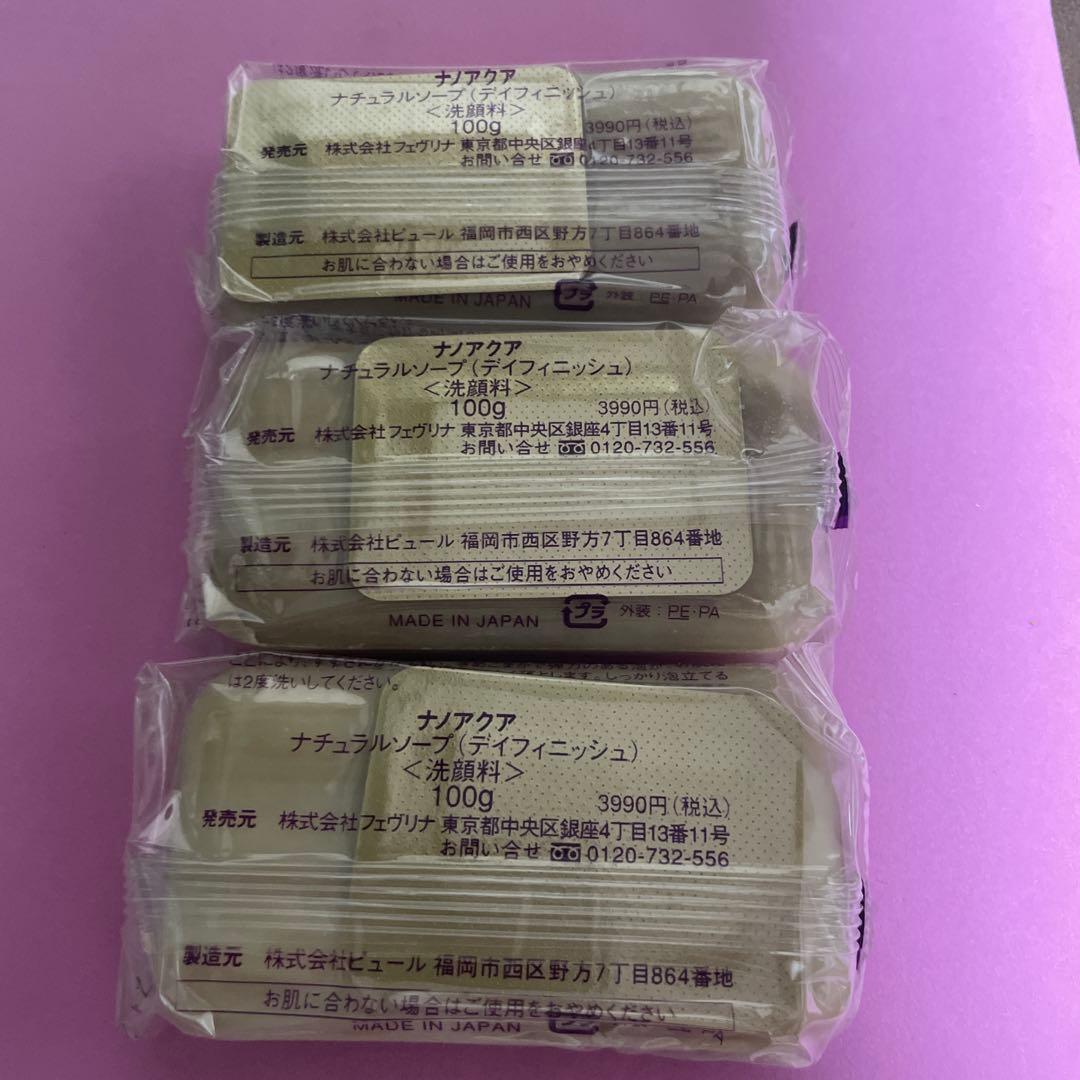 ナノアクア
ナチュラルソープ(デイフィニッシュ)
<洗顔料>
100g 3990円(税込)
発売元 株式会社フェヴリナ 東京都中央区銀座4丁目13番11号
お問い合せ 0120-732-556
製造元 株式会社ピュール 福岡市西区野方7丁目864番地
お肌に合わない場合はご使用をおやめください
MADE IN JAPAN プラ 外装:PE・PA
ナノアクア
ナチュラルソープ(デイフィニッシュ)
<洗顔料>
100g 3990円(税込)
発売元 株式会社フェヴリナ 東京都中央区銀座4丁目13番11号
お問い合せ 0120-732-556
製造元 株式会社ピュール 福岡市西区野方7丁目864番地
お肌に合わない場合はご使用をおやめください
MADE IN JAPAN プラ 外装:PE・PA
は2度洗いしてください。 しっかり泡立てる
ナノアクア
ナチュラルソープ(デイフィニッシュ)
<洗顔料>
100g 3990円(税込)
発売元 株式会社フェヴリナ 東京都中央区銀座4丁目13番11号
お問い合せ 0120-732-556
製造元 株式会社ピュール 福岡市西区野方7丁目864番地
お肌に合わない場合はご使用をおやめください
MADE IN JAPAN